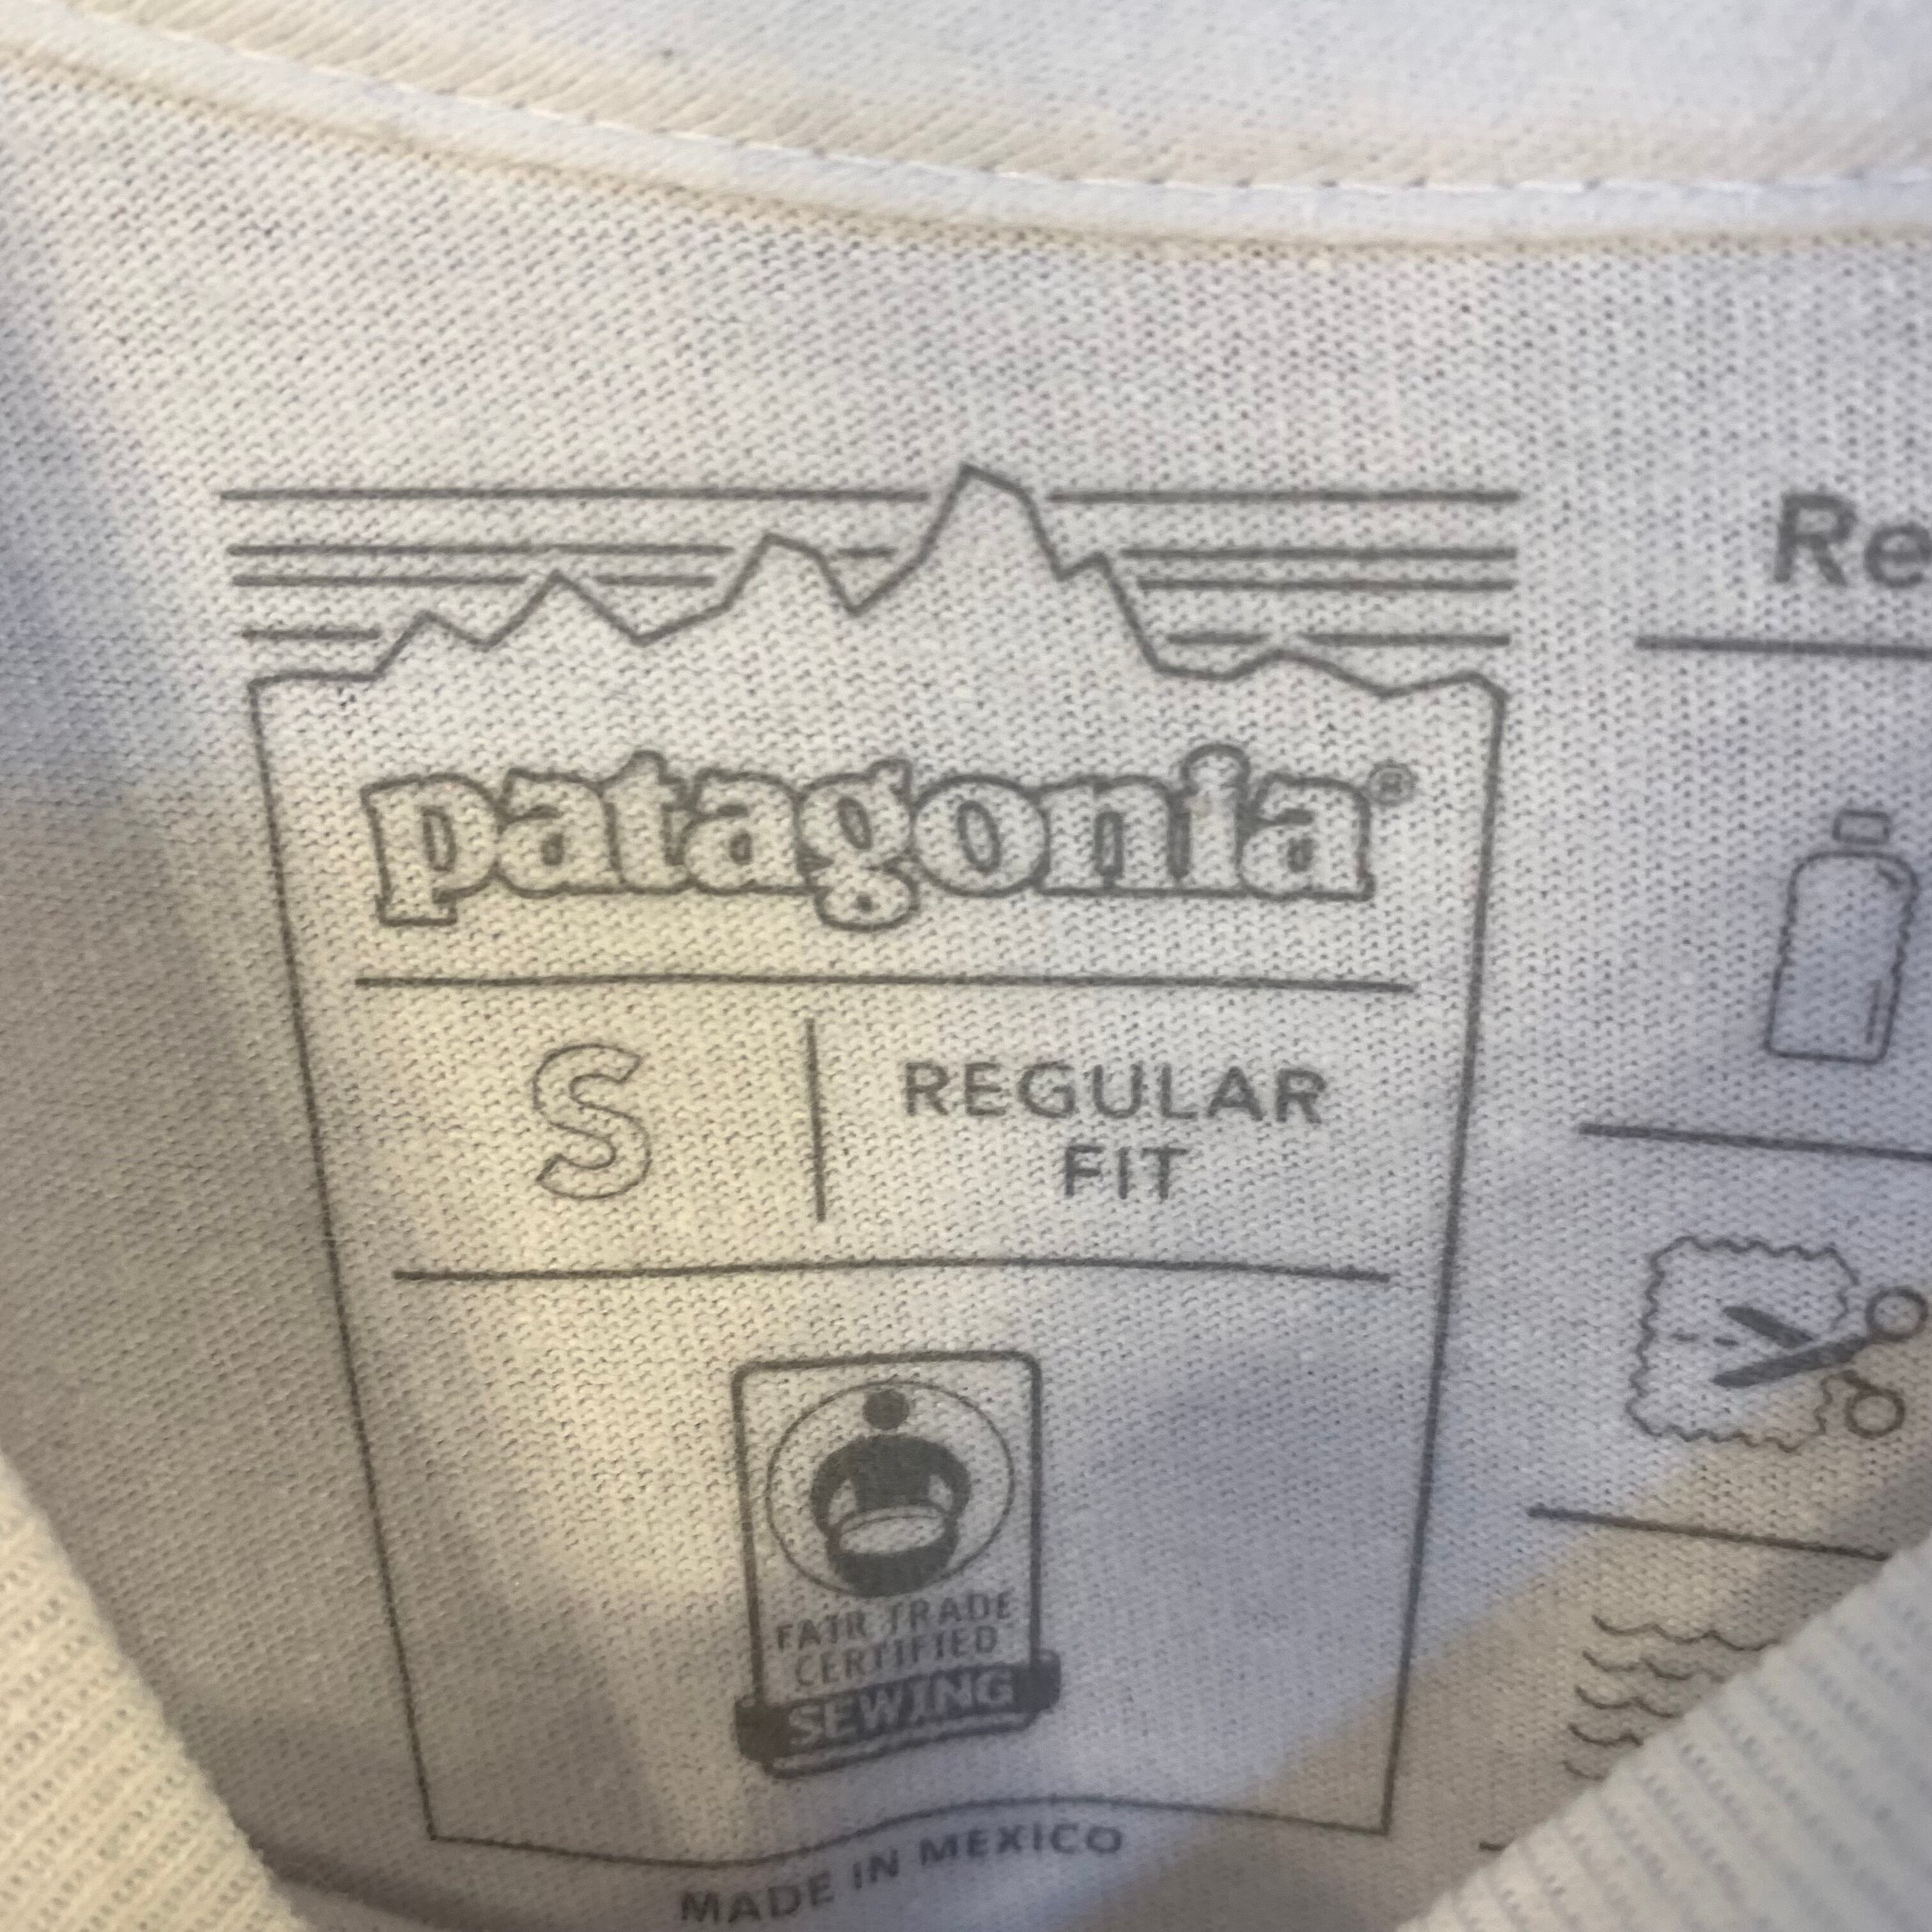 patagonia®
S
REGULAR
FIT
FAIR TRADE
CERTIFIED
SEWING
MADE IN MEXICO
Re